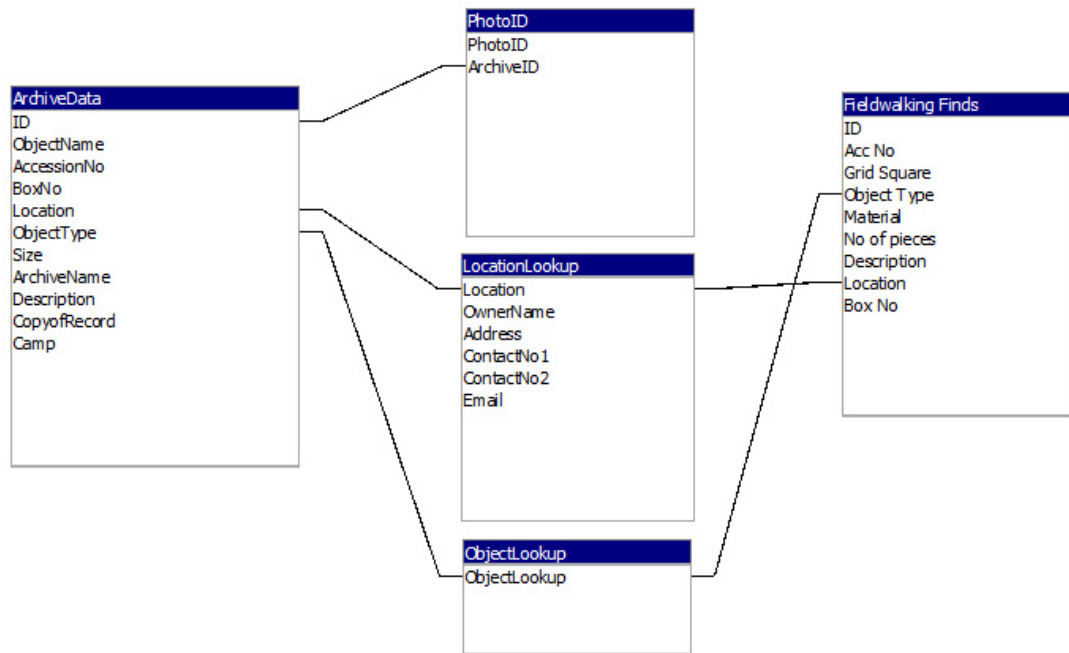 ArchiveData
ID
ObjectName
AccessionNo
BoxNo
Location
ObjectType
Size
ArchiveName
Description
CopyofRecord
Camp
PhotoID
PhotoID
ArchiveID
LocationLookup
Location
OwnerName
Address
ContactNo1
ContactNo2
Email
ObjectLookup
ObjectLookup
Fieldwalking Finds
ID
Acc No
Grid Square
Object Type
Material
No of pieces
Description
Location
Box No